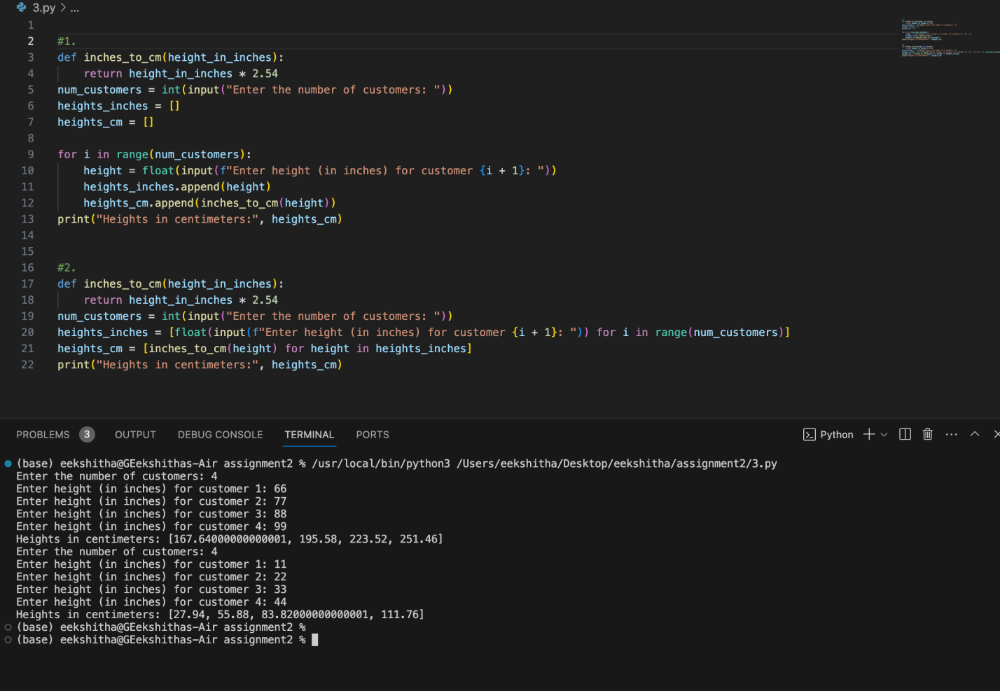 3.py > ...
1
2 #1.
3 def inches_to_cm(height_in_inches):
4     return height_in_inches * 2.54
5 num_customers = int(input("Enter the number of customers: "))
6 heights_inches = []
7 heights_cm = []
8
9 for i in range(num_customers):
10     height = float(input(f"Enter height (in inches) for customer {i + 1}: "))
11     heights_inches.append(height)
12     heights_cm.append(inches_to_cm(height))
13 print("Heights in centimeters:", heights_cm)
14
15
16 #2.
17 def inches_to_cm(height_in_inches):
18     return height_in_inches * 2.54
19 num_customers = int(input("Enter the number of customers: "))
20 heights_inches = [float(input(f"Enter height (in inches) for customer {i + 1}: ")) for i in range(num_customers)]
21 heights_cm = [inches_to_cm(height) for height in heights_inches]
22 print("Heights in centimeters:", heights_cm)
PROBLEMS 3 OUTPUT DEBUG CONSOLE TERMINAL PORTS Python
(base) eekshitha@GEekshithas-Air assignment2 % /usr/local/bin/python3 /Users/eekshitha/Desktop/eekshitha/assignment2/3.py
Enter the number of customers: 4
Enter height (in inches) for customer 1: 66
Enter height (in inches) for customer 2: 77
Enter height (in inches) for customer 3: 88
Enter height (in inches) for customer 4: 99
Heights in centimeters: [167.64000000000001, 195.58, 223.52, 251.46]
Enter the number of customers: 4
Enter height (in inches) for customer 1: 11
Enter height (in inches) for customer 2: 22
Enter height (in inches) for customer 3: 33
Enter height (in inches) for customer 4: 44
Heights in centimeters: [27.94, 55.88, 83.82000000000001, 111.76]
(base) eekshitha@GEekshithas-Air assignment2 %
(base) eekshitha@GEekshithas-Air assignment2 %